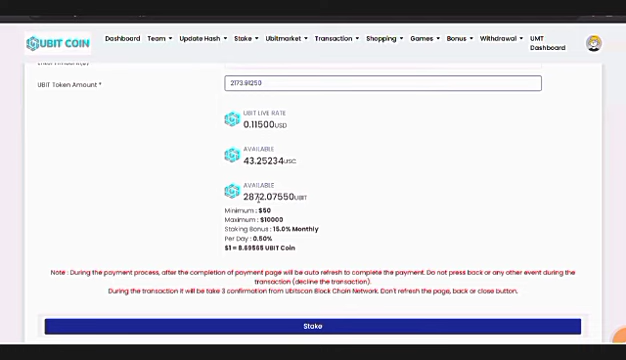 UBIT COIN
Dashboard Team Update Hash Stake Ubitmarket Transaction Shopping Games Bonus Withdrawal UMT Dashboard
UBIT Token Amount *
2173.91250
UBIT LIVE RATE
0.11500USD
AVAILABLE
43.25234USC
AVAILABLE
2872.07550UBIT
Minimum : $50
Maximum : $10000
Staking Bonus : 15.0% Monthly
Per Day : 0.50%
$1 = 8.69565 UBIT Coin
Note : During the payment process, after the completion of payment page will be auto refresh to complete the payment. Do not press back or any other event during the
transaction (decline the transaction).
During the transaction it will be take 3 confirmation from Ubitscan Block Chain Network. Don't refresh the page, back or close button.
Stake